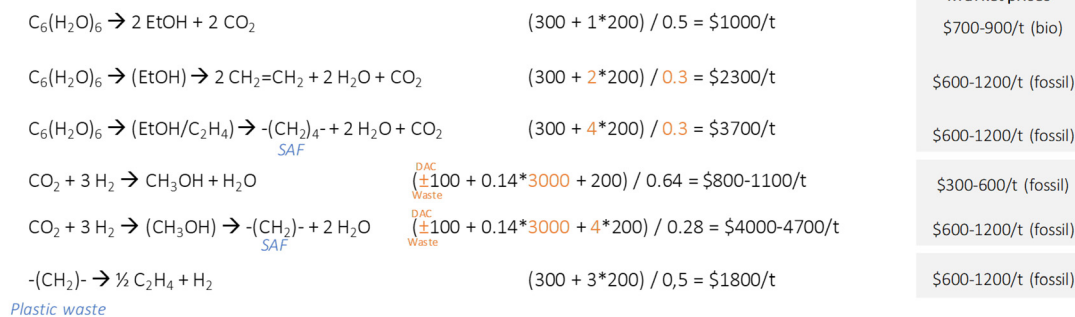 C₆(H₂O)₆ → 2 EtOH + 2 CO₂ (300 + 1*200) / 0.5 = $1000/t $700-900/t (bio)
C₆(H₂O)₆ → (EtOH) → 2 CH₂=CH₂ + 2 H₂O + CO₂ (300 + 2*200) / 0.3 = $2300/t $600-1200/t (fossil)
C₆(H₂O)₆ → (EtOH/C₂H₄) → -(CH₂)₄- + 2 H₂O + CO₂ (300 + 4*200) / 0.3 = $3700/t $600-1200/t (fossil)
SAF
DAC
CO₂ + 3 H₂ → CH₃OH + H₂O (±100 + 0.14*3000 + 200) / 0.64 = $800-1100/t $300-600/t (fossil)
Waste
DAC
CO₂ + 3 H₂ → (CH₃OH) → -(CH₂)- + 2 H₂O (±100 + 0.14*3000 + 4*200) / 0.28 = $4000-4700/t $600-1200/t (fossil)
SAF Waste
-(CH₂)- → ½ C₂H₄ + H₂ (300 + 3*200) / 0,5 = $1800/t $600-1200/t (fossil)
Plastic waste